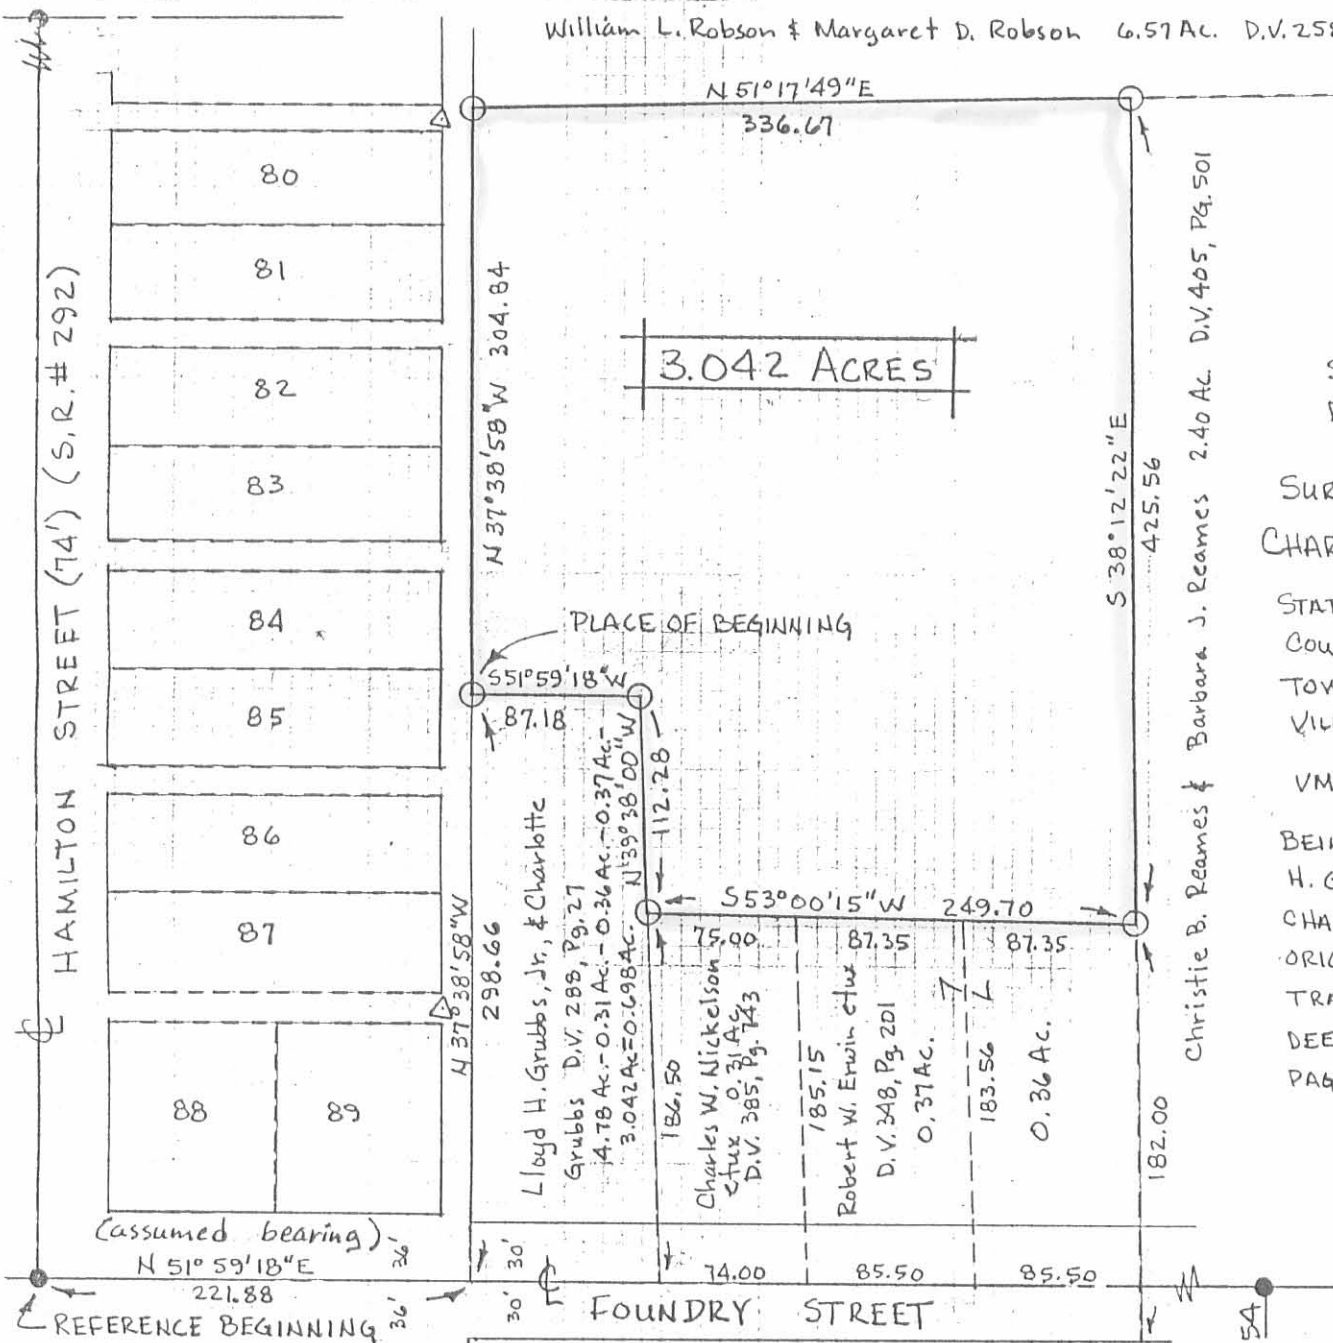 William L. Robson & Margaret D. Robson 6.57 Ac. D.V. 258
N 51°17'49"E
336.67
80
81
82
83
84
85
86
87
88
89
HAMILTON STREET (74') (S.R. # 292)
N 37°38'58"W 304.84
3.042 ACRES
S 38°12'22"E
425.56
Christie B. Reames & Barbara J. Reames 2.40 Ac. D.V. 405, PG. 501
PLACE OF BEGINNING
S51°59'18"W
87.18
N 39°38'00"W
112.28
S53°00'15"W 249.70
75.00
87.35
87.35
N 37°38'58"W
298.66
Lloyd H. Grubbs, Jr., & Charlotte
Grubbs D.V. 288, Pg. 27
4.78 Ac.-0.31 Ac.-0.36 Ac.-0.37 Ac.-
3.042 Ac=0.698 Ac.
186.50
Charles W. Nickelson
etux 0.31 Ac.
D.V. 385, Pg. 743
185.15
Robert W. Erwin etux
D.V. 348, Pg 201
0.37 Ac.
183.56
0.36 Ac.
182.00
(assumed bearing)
N 51°59'18"E
221.88
REFERENCE BEGINNING
36'
36'
30'
30'
74.00
85.50
85.50
FOUNDRY STREET
54
SUR
CHAR
STAT
COU
TOW
VIL
VM
BEI
H. G
CHA
ORIG
TRA
DEE
PAG